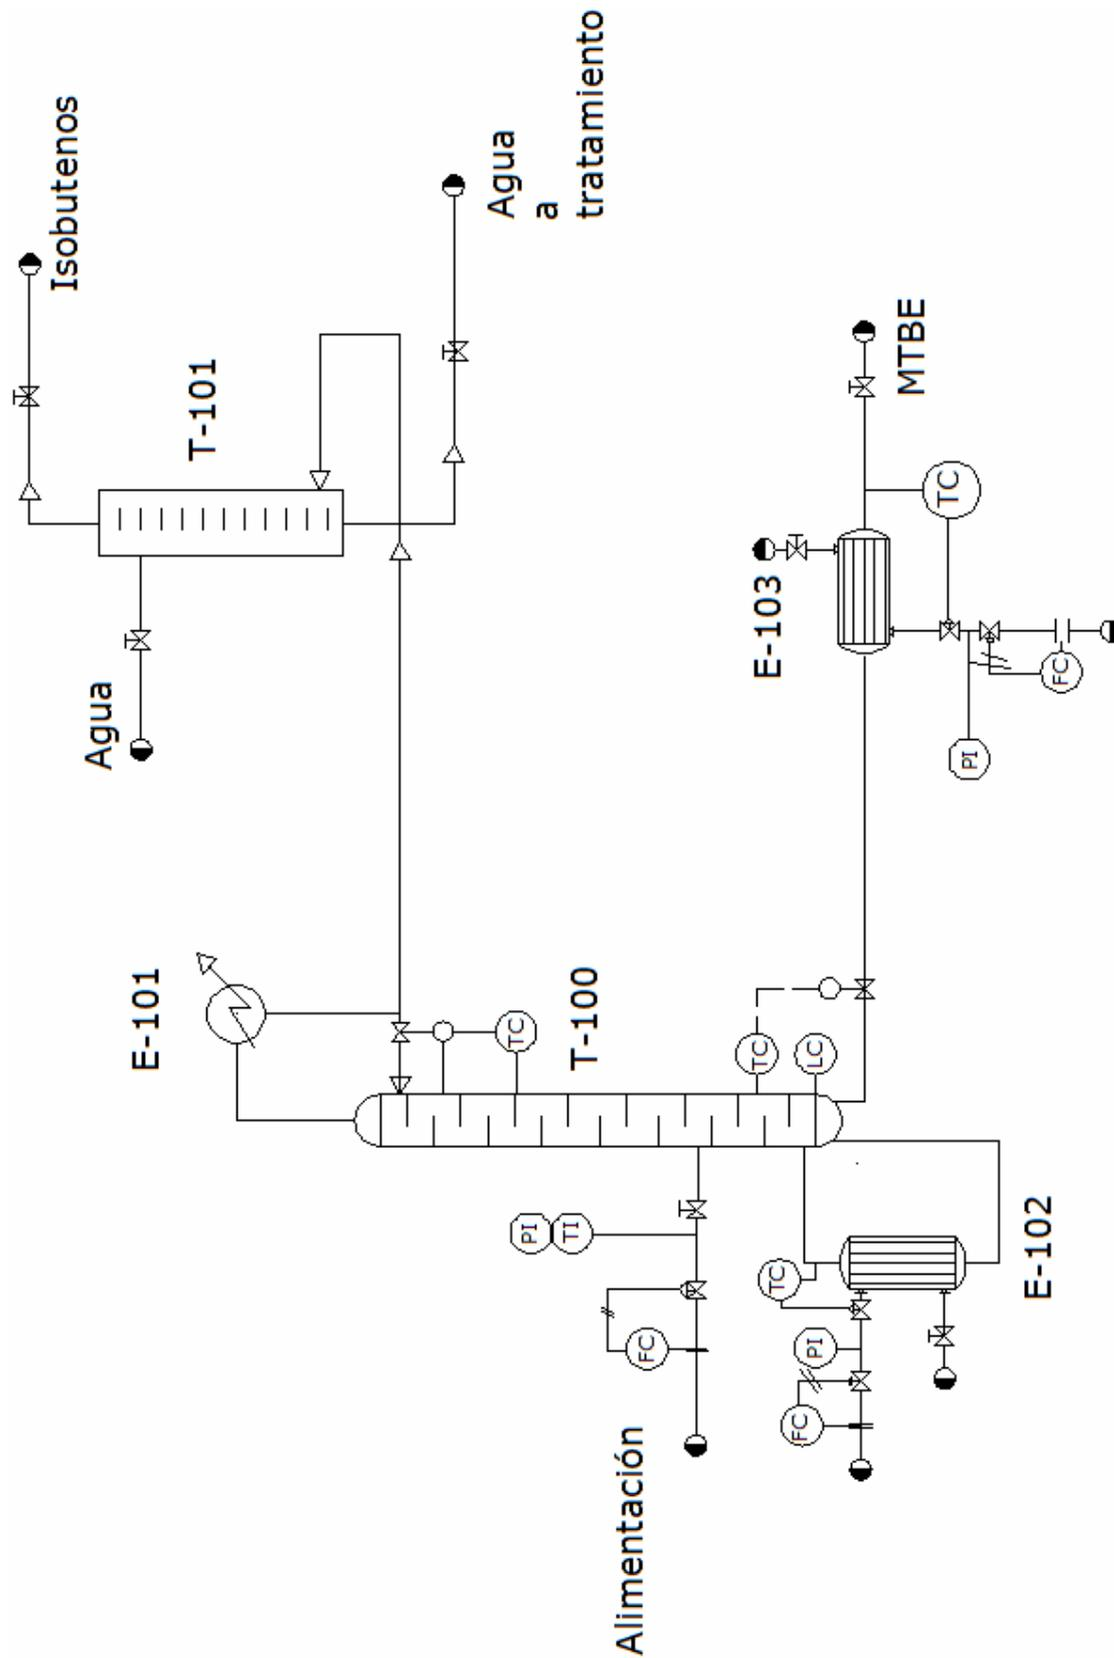 Isobutenos
Agua
E-101
T-101
Agua
a
tratamiento
TC
PI
TI
T-100
Alimentación
FC
TC
E-103
TC
FC
PI
LC
MTBE
TC
PI
E-102
FC